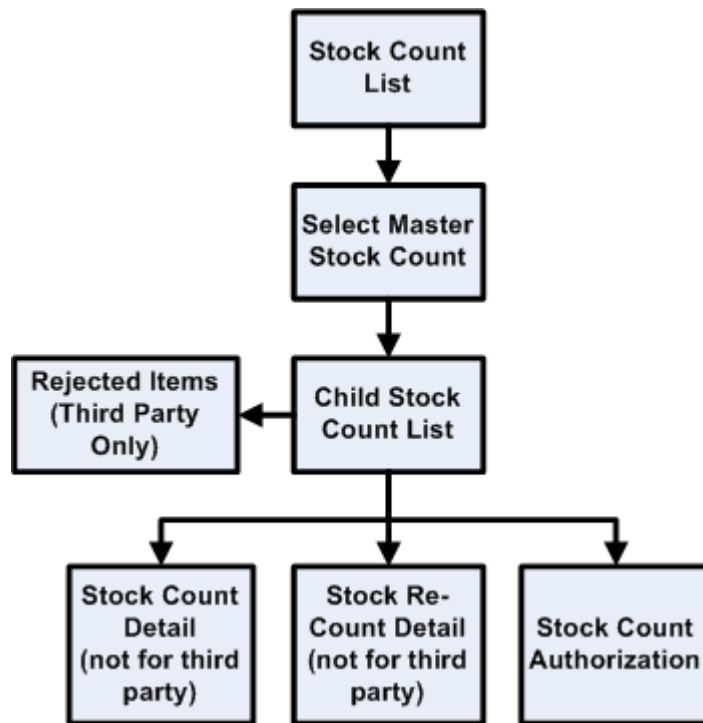 Stock Count
List
Select Master
Stock Count
Rejected Items
(Third Party
Only)
Child Stock
Count List
Stock Count
Detail
(not for third
party)
Stock Re-
Count Detail
(not for third
party)
Stock Count
Authorization